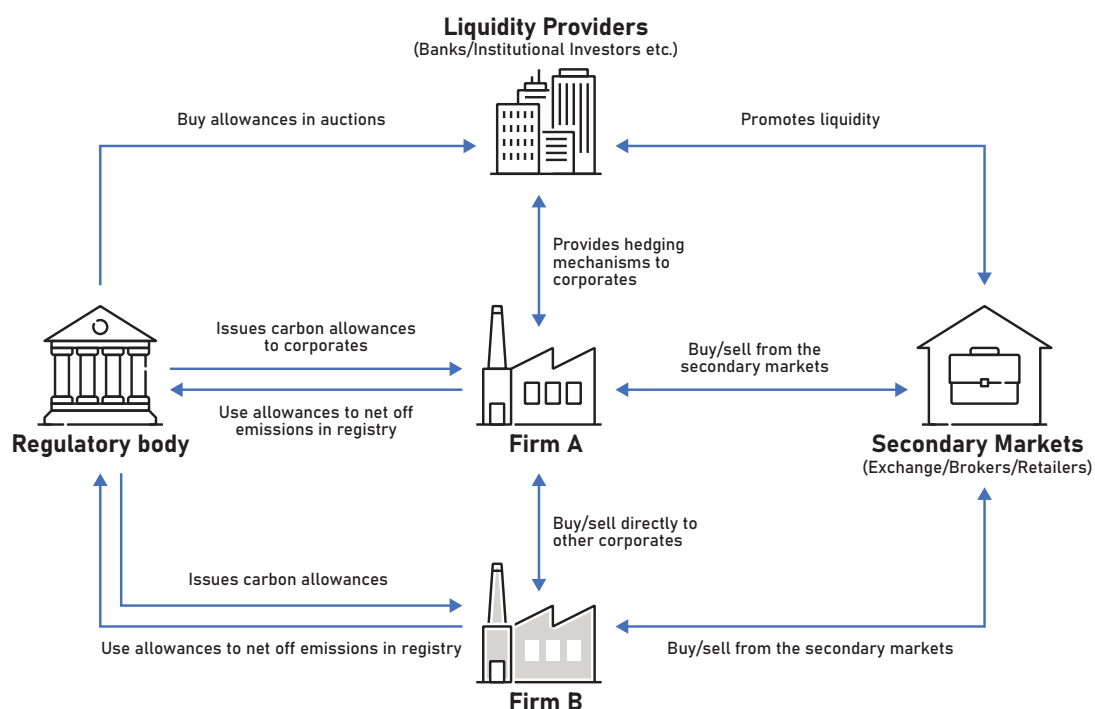 Liquidity Providers
(Banks/Institutional Investors etc.)
Buy allowances in auctions
Promotes liquidity
Provides hedging
mechanisms to
corporates
Issues carbon allowances
to corporates
Buy/sell from the
secondary markets
Use allowances to net off
emissions in registry
Regulatory body
Firm A
Secondary Markets
(Exchange/Brokers/Retailers)
Buy/sell directly to
other corporates
Issues carbon allowances
Use allowances to net off emissions in registry
Buy/sell from the secondary markets
Firm B